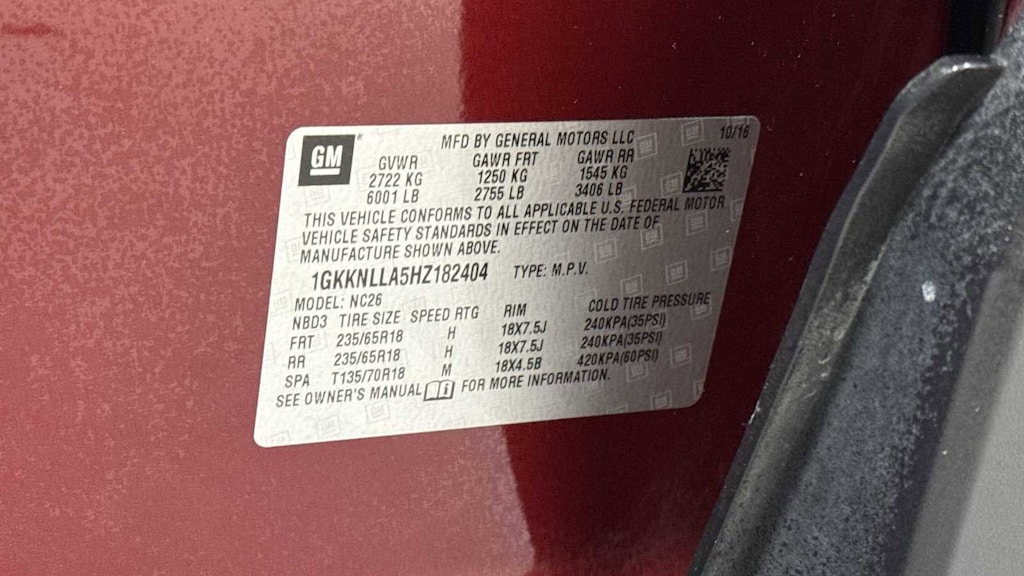 GM
MFD BY GENERAL MOTORS LLC 10/16
GVWR GAWR FRT GAWR RR
2722 KG 1250 KG 1545 KG
6001 LB 2755 LB 3406 LB
THIS VEHICLE CONFORMS TO ALL APPLICABLE U.S. FEDERAL MOTOR
VEHICLE SAFETY STANDARDS IN EFFECT ON THE DATE OF
MANUFACTURE SHOWN ABOVE.
1GKKNLLA5HZ182404 TYPE: M.P.V.
MODEL: NC26
NBD3 TIRE SIZE SPEED RTG RIM COLD TIRE PRESSURE
FRT 235/65R18 H 18X7.5J 240KPA(35PSI)
RR 235/65R18 H 18X7.5J 240KPA(35PSI)
SPA T135/70R18 M 18X4.5B 420KPA(60PSI)
SEE OWNER'S MANUAL FOR MORE INFORMATION.